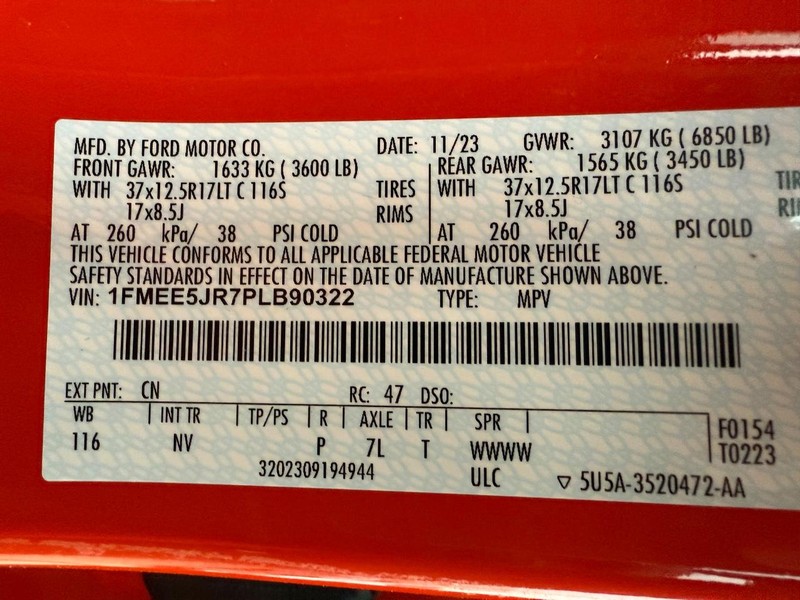 MFD. BY FORD MOTOR CO. DATE: 11/23 GVWR: 3107 KG ( 6850 LB)
FRONT GAWR: 1633 KG ( 3600 LB) REAR GAWR: 1565 KG ( 3450 LB)
WITH 37x12.5R17LT C 116S TIRES WITH 37x12.5R17LT C 116S TIR
17x8.5J RIMS 17x8.5J RI
AT 260 kPa/ 38 PSI COLD AT 260 kPa/ 38 PSI COLD
THIS VEHICLE CONFORMS TO ALL APPLICABLE FEDERAL MOTOR VEHICLE
SAFETY STANDARDS IN EFFECT ON THE DATE OF MANUFACTURE SHOWN ABOVE.
VIN: 1FMEE5JR7PLB90322 TYPE: MPV
EXT PNT: CN RC: 47 DSO:
WB INT TR TP/PS R AXLE TR SPR F0154
116 NV P 7L T WWWW T0223
3202309194944 ULC ▽ 5U5A-3520472-AA